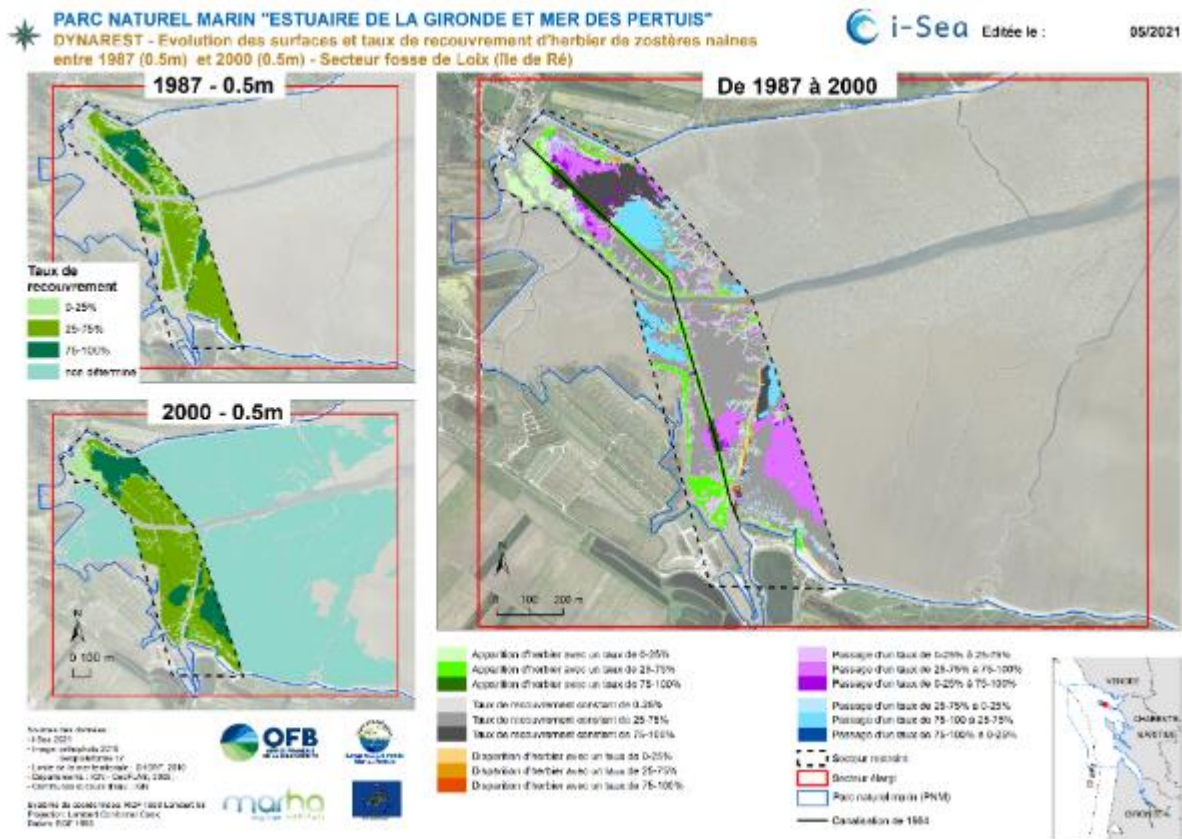 PARC NATUREL MARIN "ESTUAIRE DE LA GIRONDE ET MER DES PERTUIS"
DYNAREST - Evolution des surfaces et taux de recouvrement d'herbier de zostères naines
entre 1987 (0.5m) et 2000 (0.5m) - Secteur fosse de Loix (île de Ré)
i-Sea Editée le : 05/2021
1987 - 0.5m
De 1987 à 2000
Taux de
recouvrement
0-25%
25-75%
75-100%
non déterminé
2000 - 0.5m
N
0 100 m
0 100 200 m
Apparition d'herbier avec un taux de 0-25%
Apparition d'herbier avec un taux de 25-75%
Apparition d'herbier avec un taux de 75-100%
Taux de recouvrement constant de 0-25%
Taux de recouvrement constant de 25-75%
Taux de recouvrement constant de 75-100%
Disparition d'herbier avec un taux de 0-25%
Disparition d'herbier avec un taux de 25-75%
Disparition d'herbier avec un taux de 75-100%
Passage d'un taux de 0-25% à 25-75%
Passage d'un taux de 25-75% à 75-100%
Passage d'un taux de 0-25% à 75-100%
Passage d'un taux de 25-75% à 0-25%
Passage d'un taux de 75-100 à 25-75%
Passage d'un taux de 75-100% à 0-25%
Secteur restreint
Secteur élargi
Parc naturel marin (PNM)
Canalisation de 1984
VENDEE
CHARENTE
MARITIME
GIRONDE
Sources des données :
- I-Sea 2021
OFB
marha